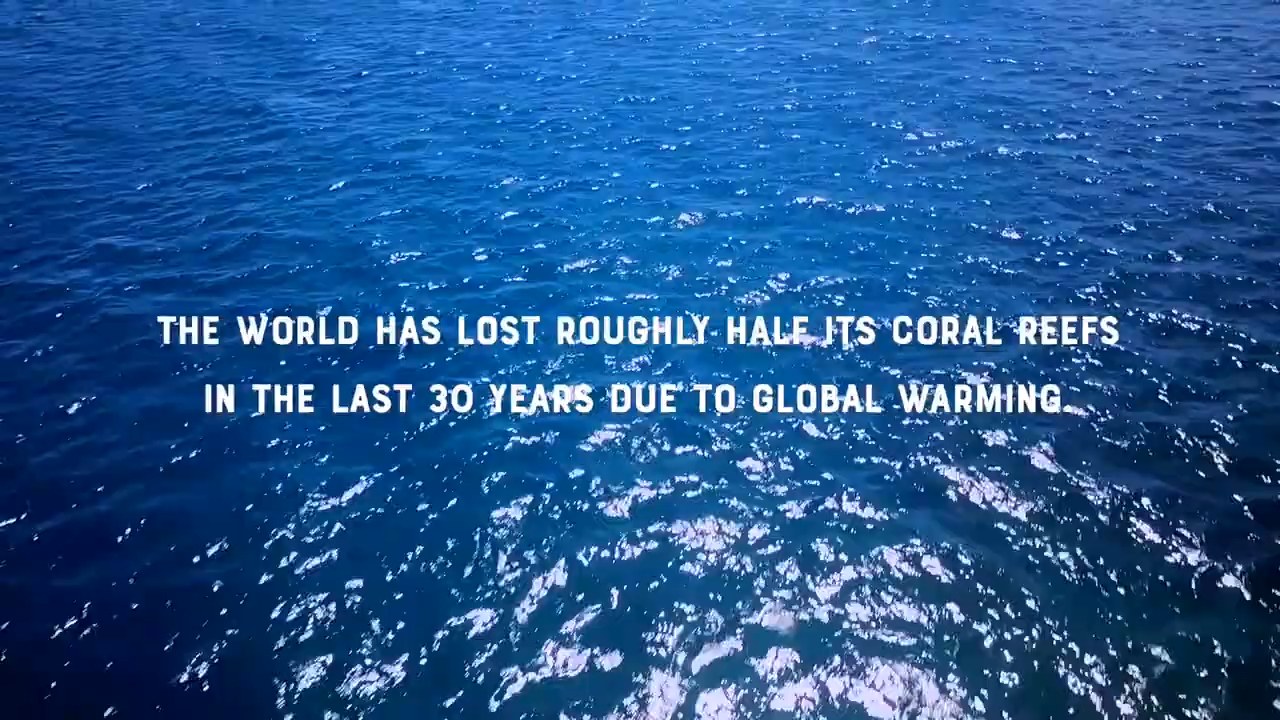 THE WORLD HAS LOST ROUGHLY HALF ITS CORAL REEFS
IN THE LAST 30 YEARS DUE TO GLOBAL WARMING.